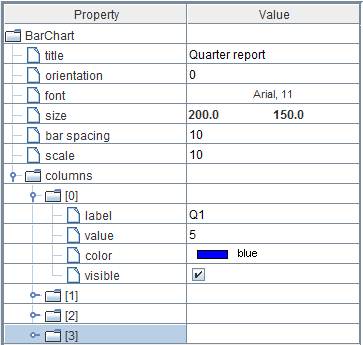 Property Value
BarChart
title Quarter report
orientation 0
font Arial, 11
size 200.0 150.0
bar spacing 10
scale 10
columns
[0]
label Q1
value 5
color blue
visible
[1]
[2]
[3]